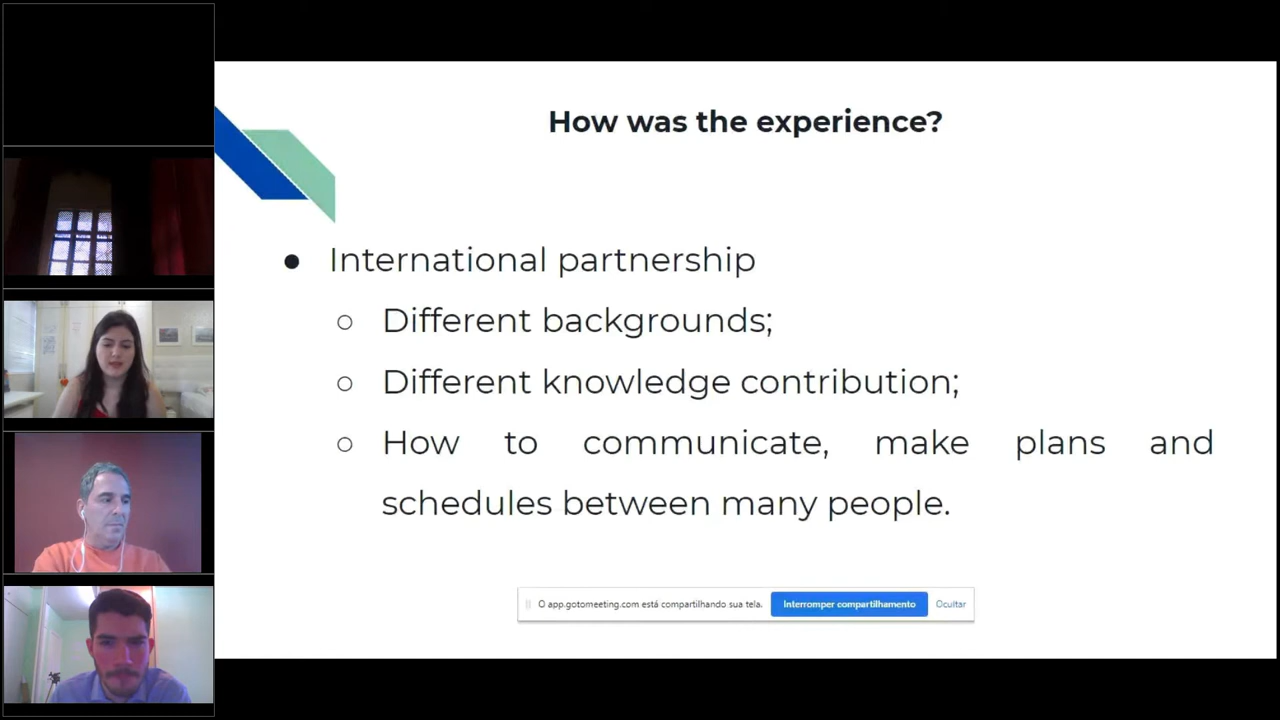 How was the experience?
● International partnership
○ Different backgrounds;
○ Different knowledge contribution;
○ How to communicate, make plans and
schedules between many people.
O app.gotomeeting.com está compartilhando sua tela. Interromper compartilhamento Ocultar